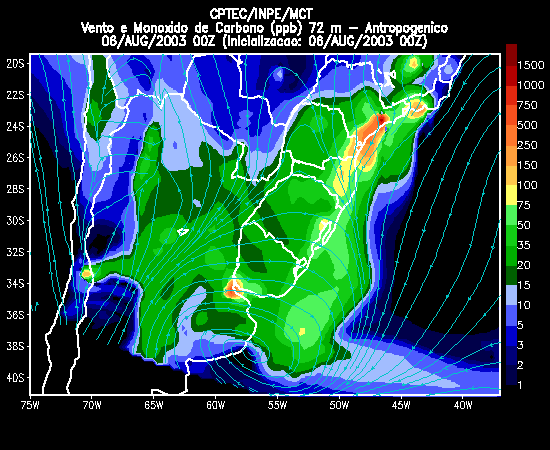 CPTEC/INPE/MCT
Vento e Monoxido de Carbono (ppb) 72 m – Antropogenico
06/AUG/2003 00Z (Inicializacao: 06/AUG/2003 00Z)
20S
22S
24S
26S
28S
30S
32S
34S
36S
38S
40S
75W 70W 65W 60W 55W 50W 45W 40W
1500
1000
750
500
250
150
100
75
50
35
20
15
10
5
3
2
1